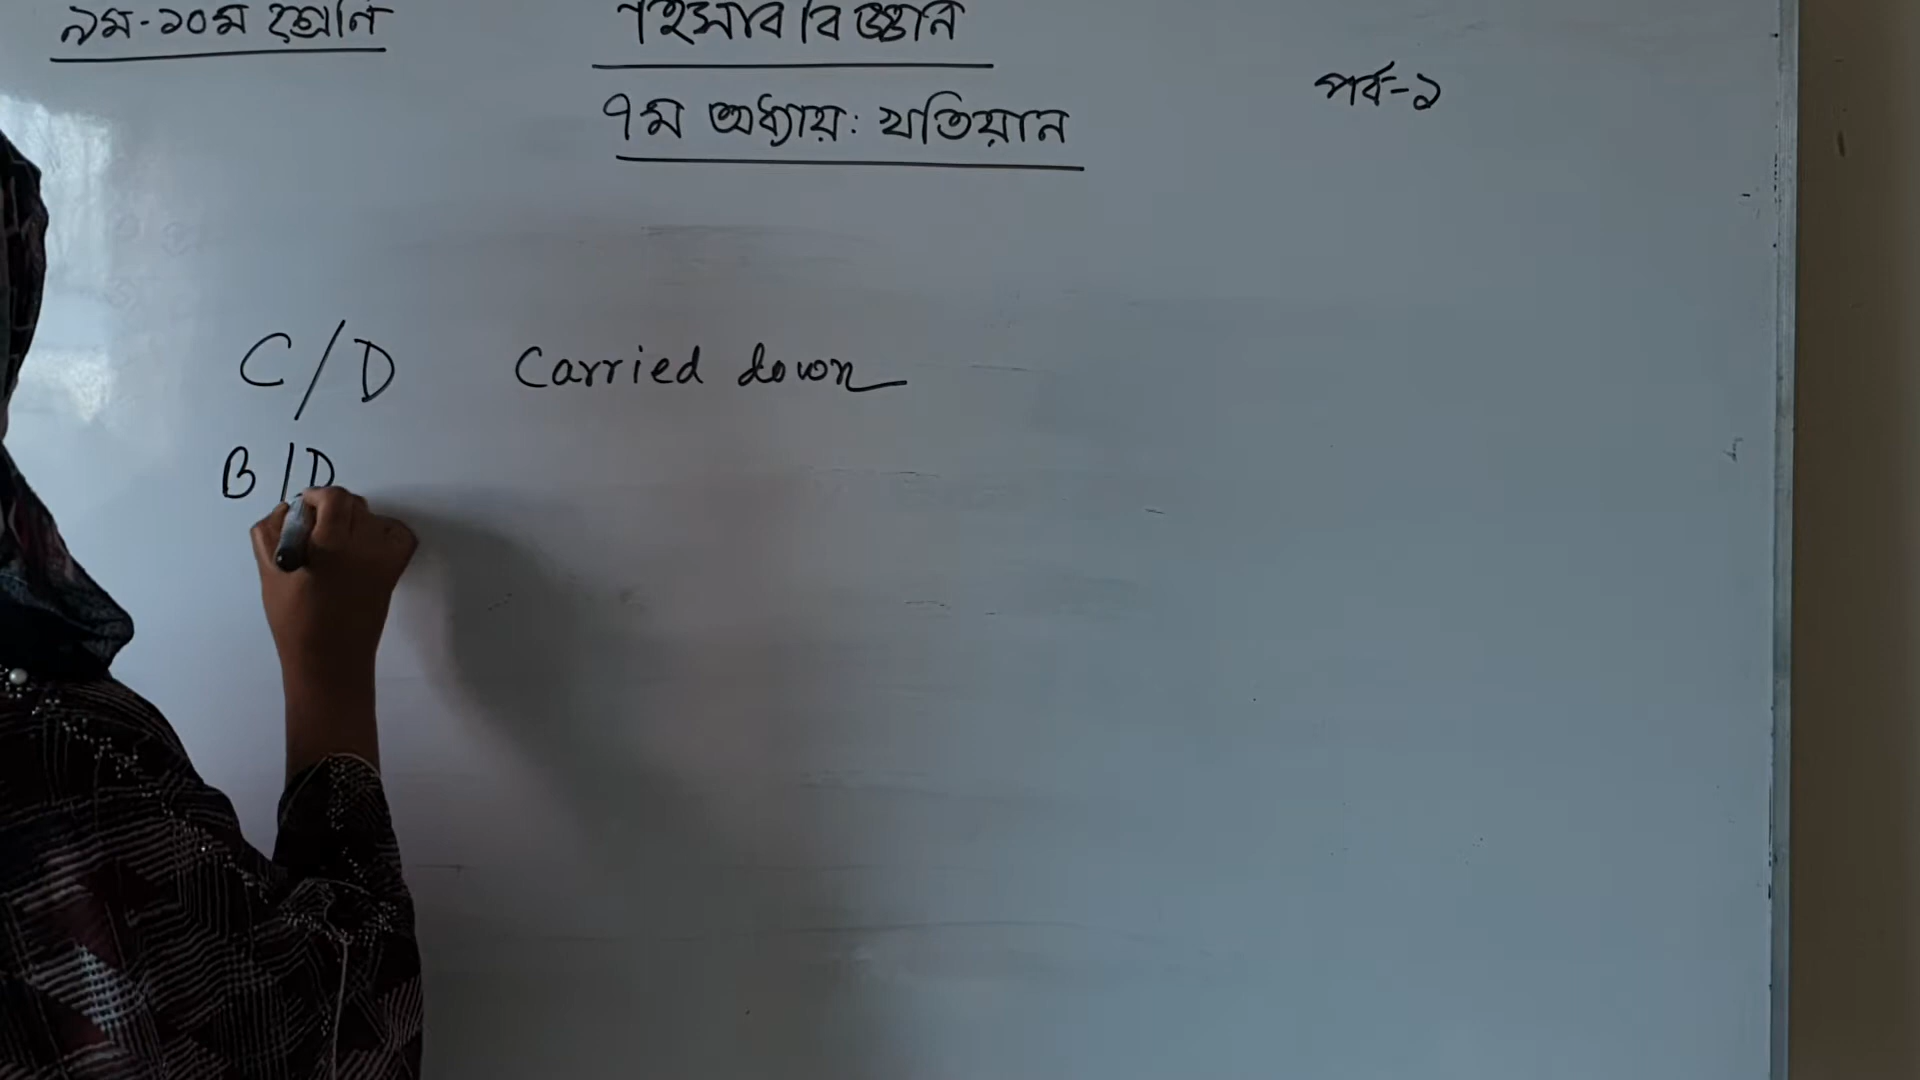 ৯ম-১০ম শ্রেণি
হিসাববিজ্ঞান
৭ম অধ্যায়: খতিয়ান
পর্ব-১
C/D Carried down
B/D